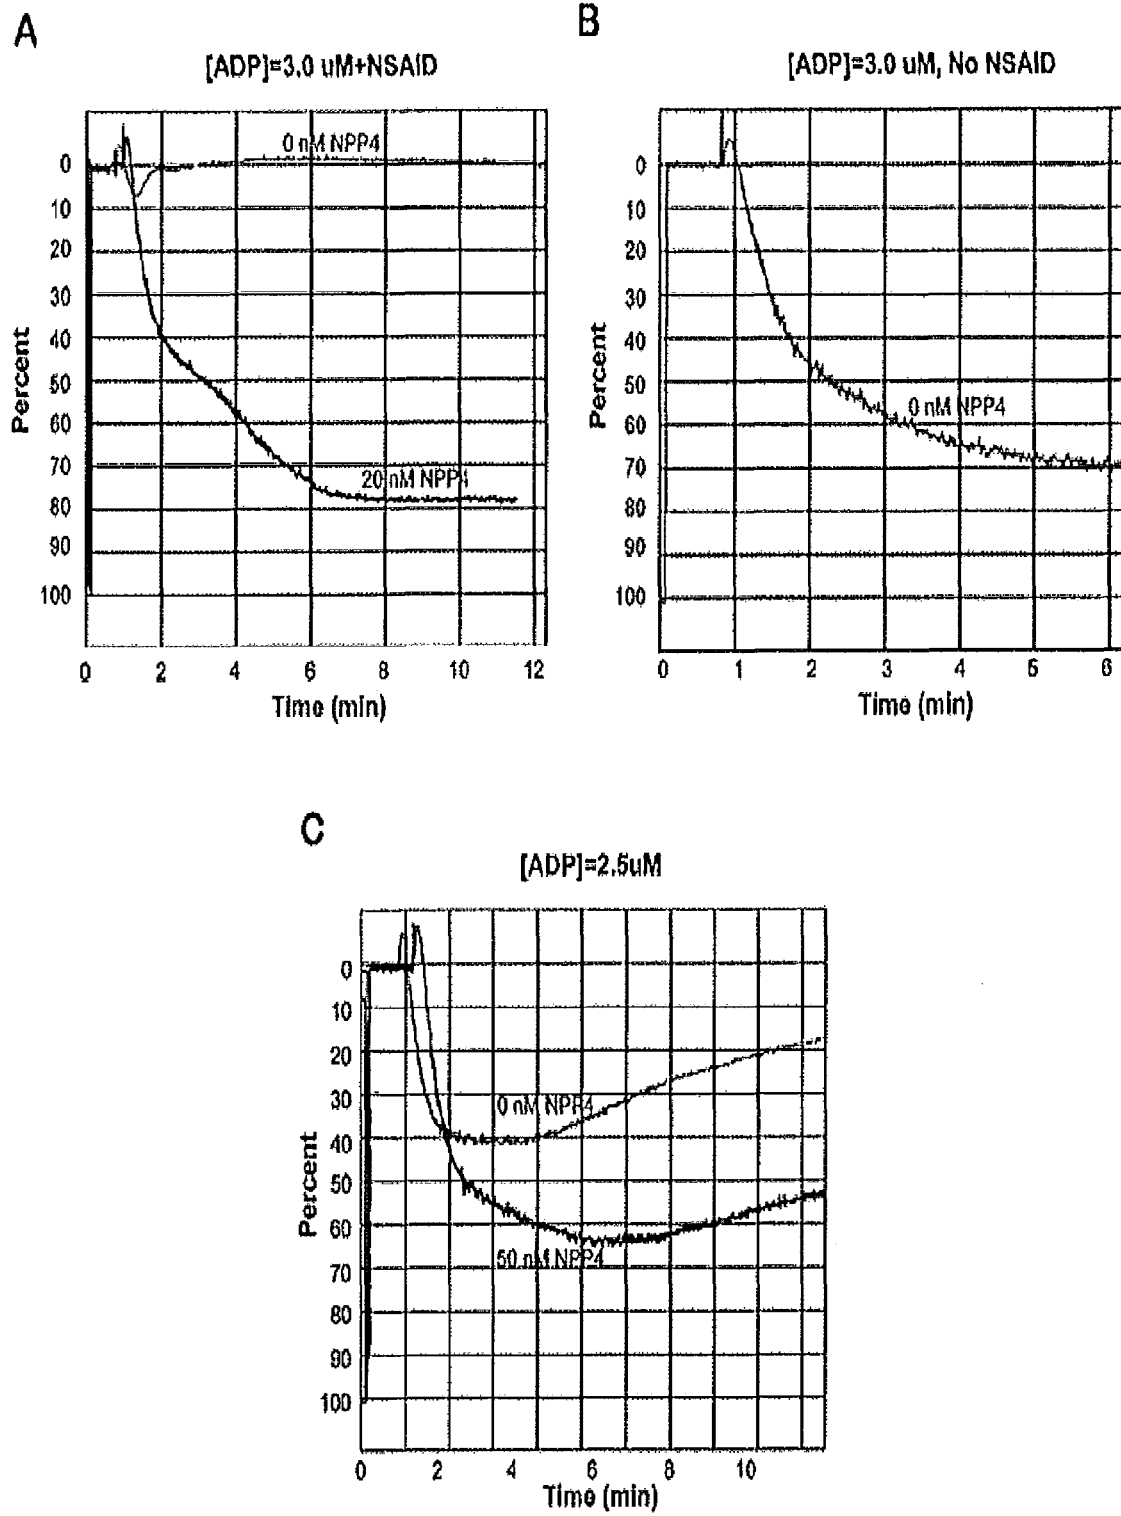 A
[ADP]=3.0 uM+NSAID
0 nM NPP4
0
10
20
30
40
50
60
70
80
90
100
Percent
20 nM NPP4
0 2 4 6 8 10 12
Time (min)
B
[ADP]=3.0 uM, No NSAID
0
10
20
30
40
50
60
70
80
90
100
Percent
0 nM NPP4
0 1 2 3 4 5 6
Time (min)
C
[ADP]=2.5uM
0
10
20
30
40
50
60
70
80
90
100
Percent
0 nM NPP4
50 nM NPP4
0 2 4 6 8 10
Time (min)